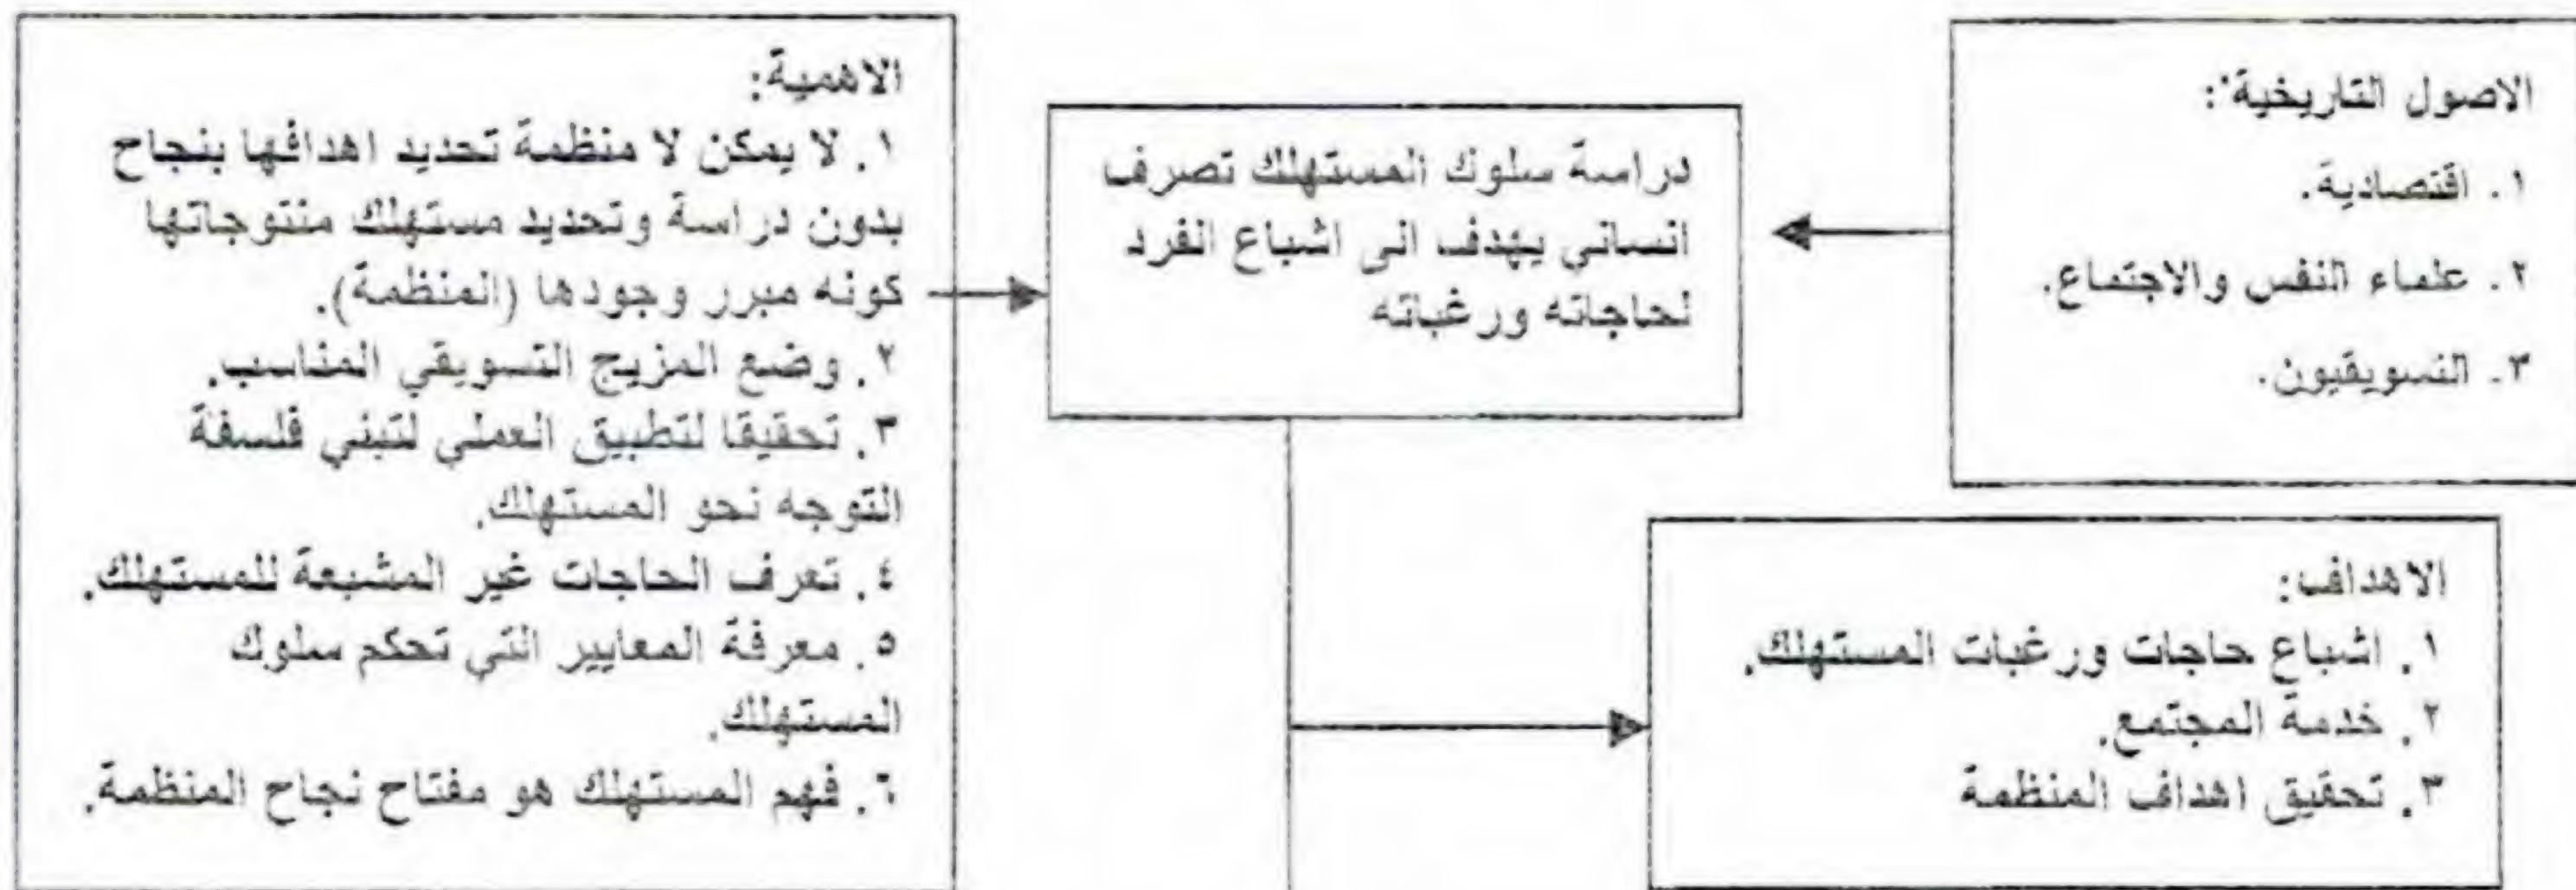 الاصول التاريخية:
١. اقتصادية.
٢. علماء النفس والاجتماع.
٣. التسويقيون.
دراسة سلوك المستهلك تصرف
انساني يهدف الى اشباع الفرد
لحاجاته ورغباته
الاهمية:
١. لا يمكن لا منظمة تحديد اهدافها بنجاح
بدون دراسة وتحديد مستهلك منتوجاتها
كونه مبرر وجودها (المنظمة).
٢. وضع المزيج التسويقي المناسب.
٣. تحقيقا لتطبيق العملي لتبني فلسفة
التوجه نحو المستهلك.
٤. تعرف الحاجات غير المشبعة للمستهلك.
٥. معرفة المعايير التي تحكم سلوك
المستهلك.
٦. فهم المستهلك هو مفتاح نجاح المنظمة.
الاهداف:
١. اشباع حاجات ورغبات المستهلك.
٢. خدمة المجتمع.
٣. تحقيق اهداف المنظمة